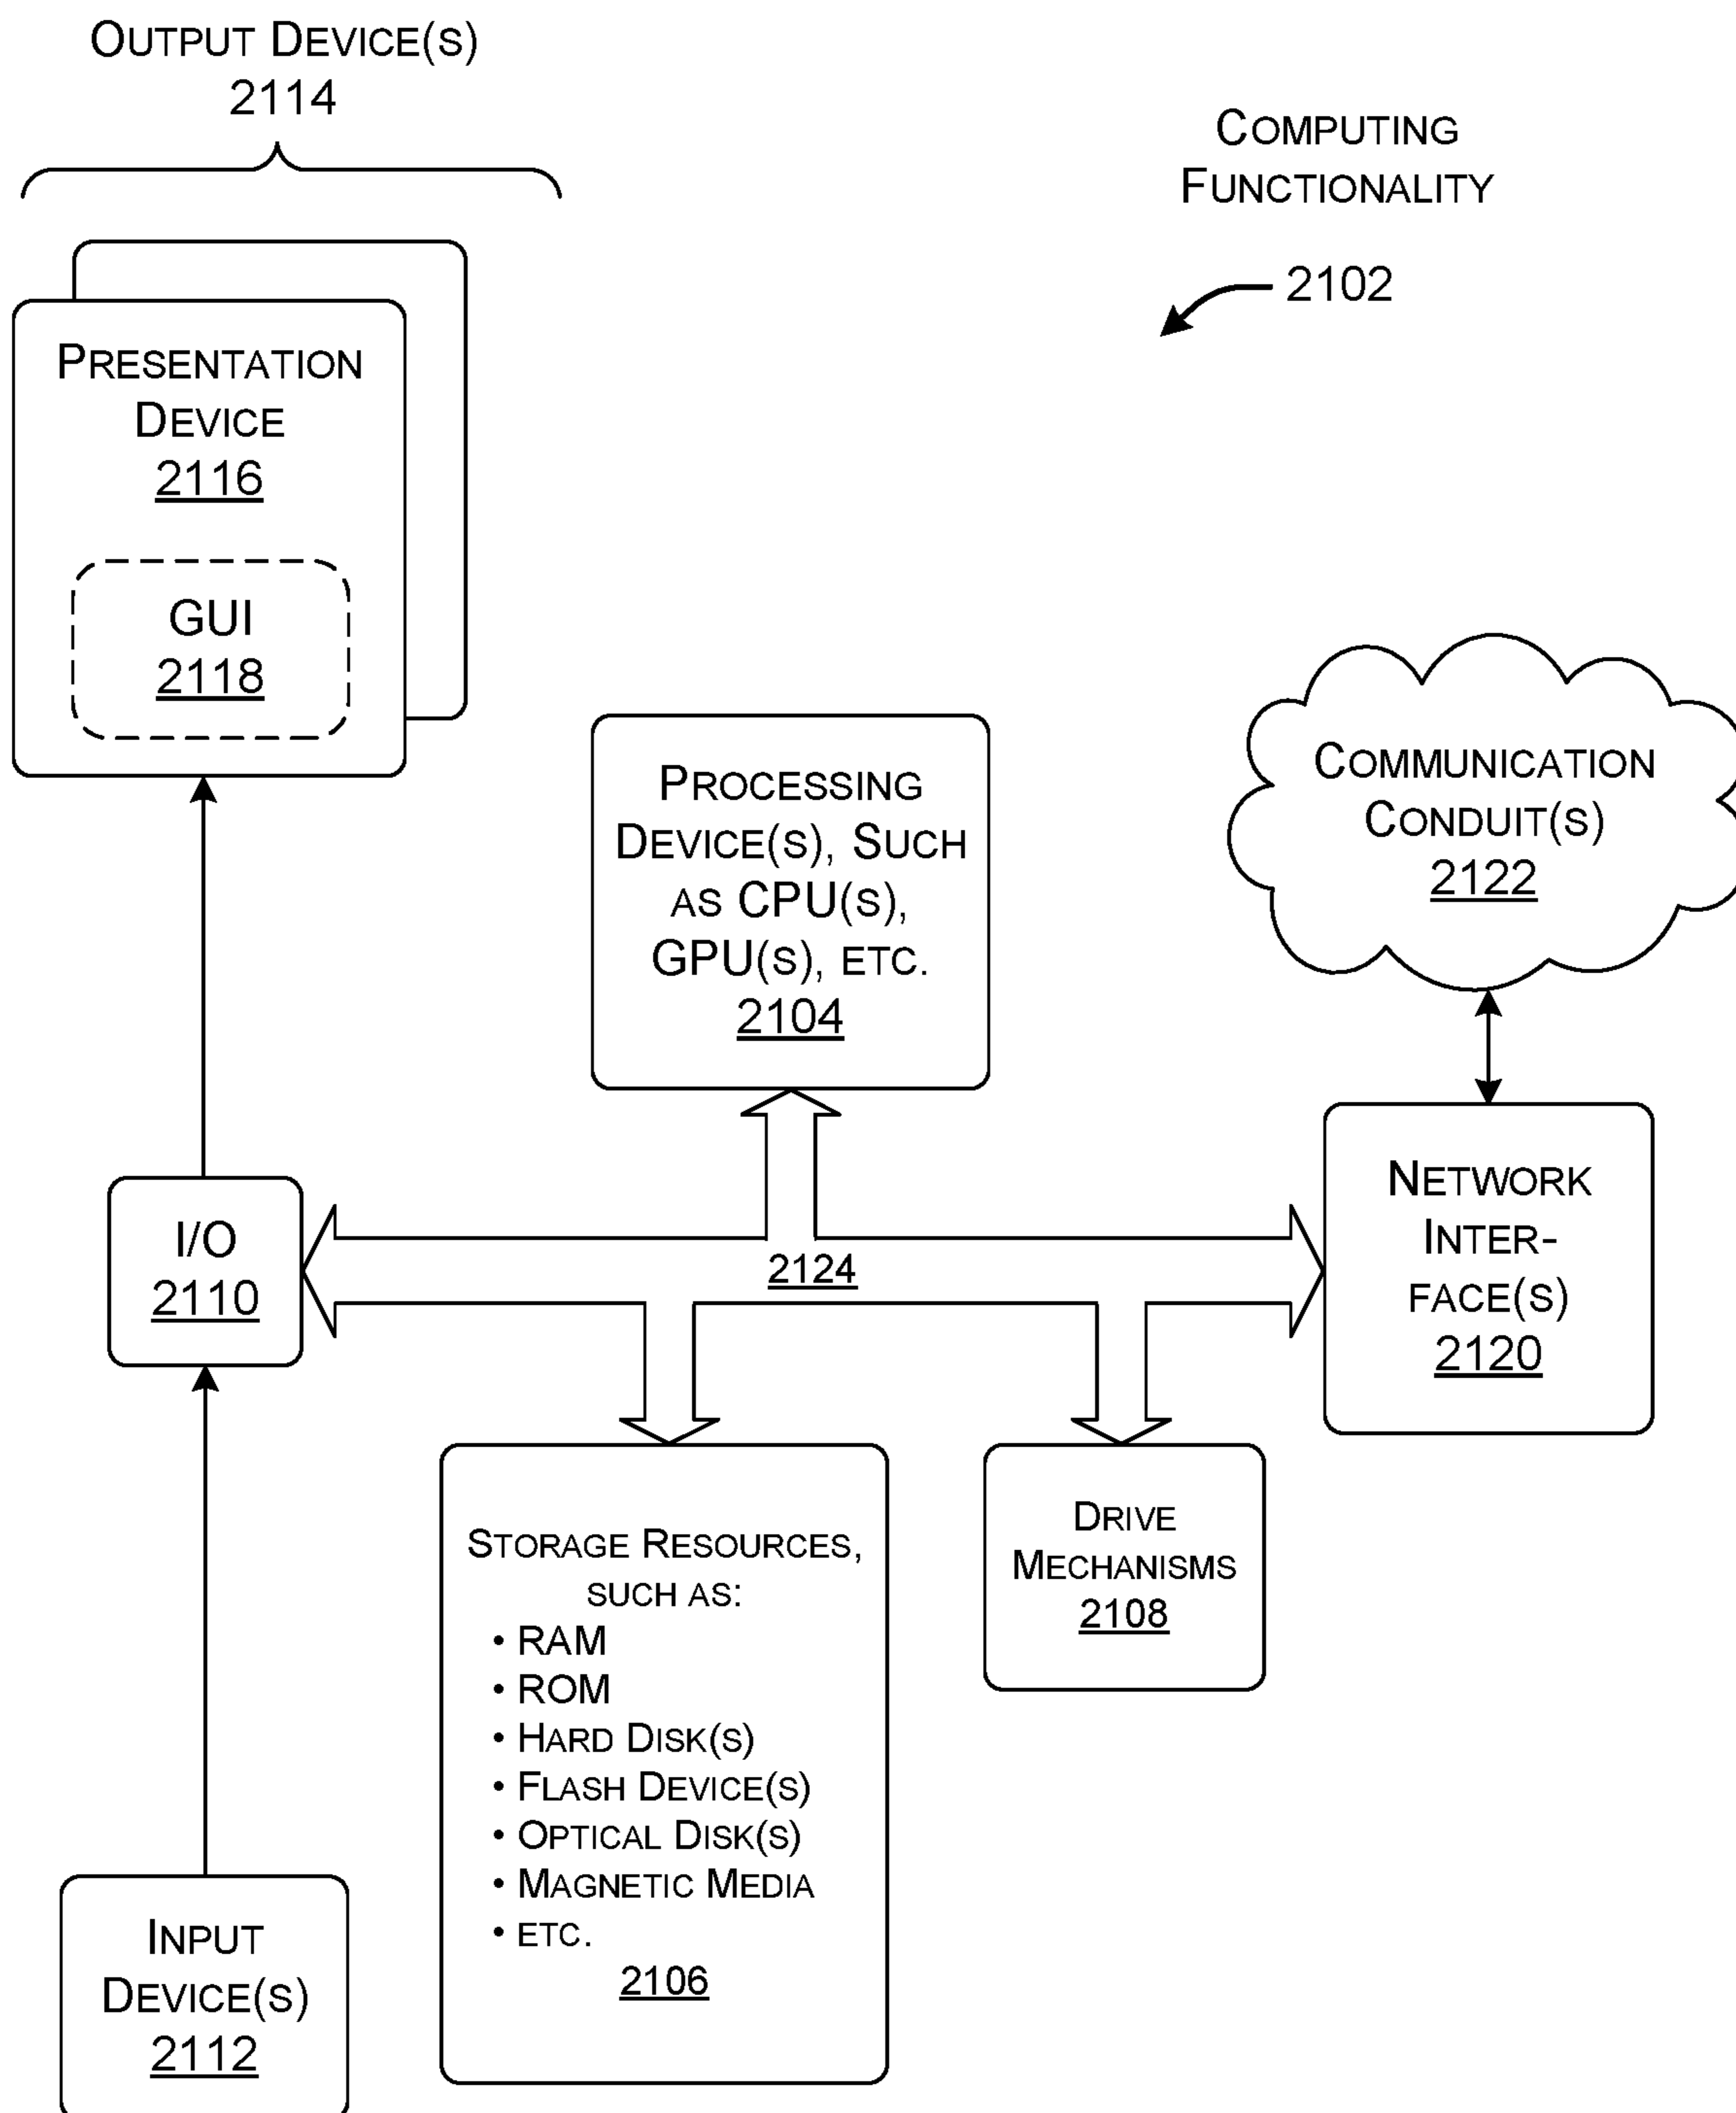 OUTPUT DEVICE(S)
2114
COMPUTING
FUNCTIONALITY
2102
PRESENTATION
DEVICE
2116
GUI
2118
PROCESSING
DEVICE(S), SUCH
AS CPU(S),
GPU(S), ETC.
2104
COMMUNICATION
CONDUIT(S)
2122
I/O
2110
2124
NETWORK
INTER-
FACE(S)
2120
STORAGE RESOURCES,
SUCH AS:
• RAM
• ROM
• HARD DISK(S)
• FLASH DEVICE(S)
• OPTICAL DISK(S)
• MAGNETIC MEDIA
• ETC.
2106
DRIVE
MECHANISMS
2108
INPUT
DEVICE(S)
2112